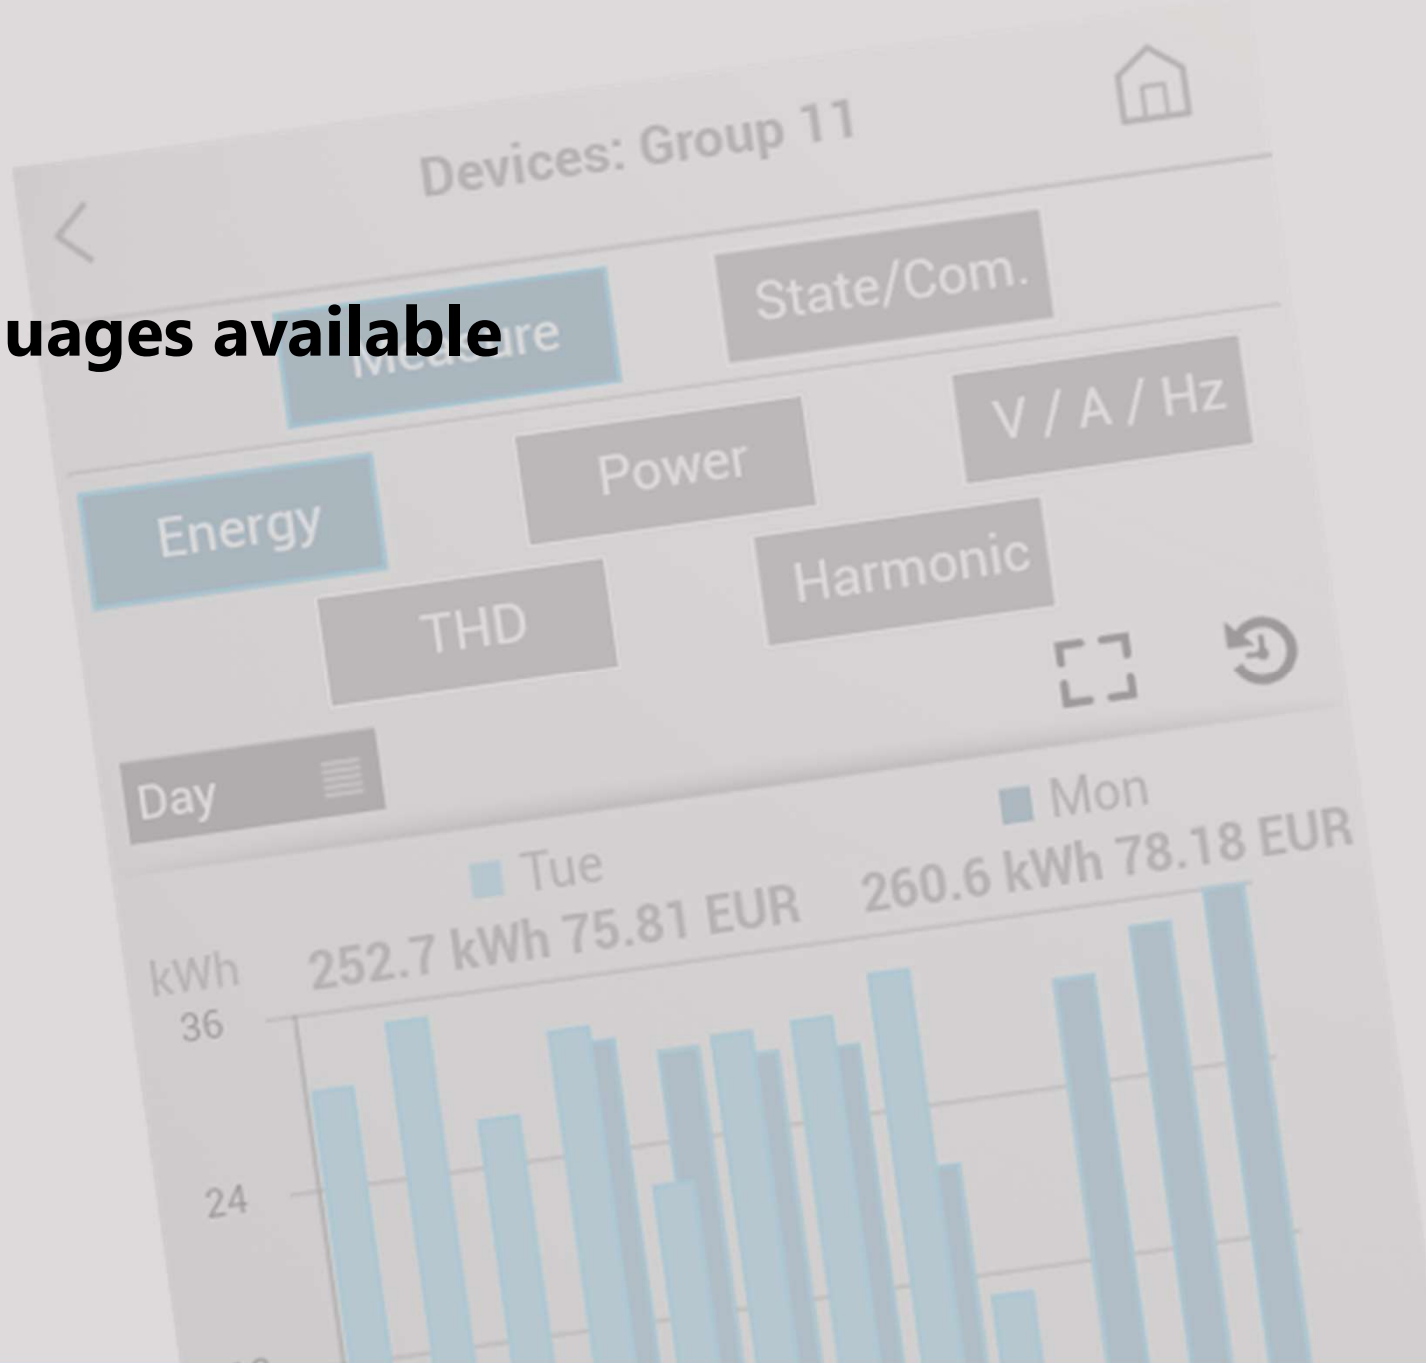 Devices: Group 11
State/Com.
uages available
V / A / Hz
Power
Energy
Harmonic
THD
Day
Mon
Tue
260.6 kWh 78.18 EUR
252.7 kWh 75.81 EUR
kWh
36
24